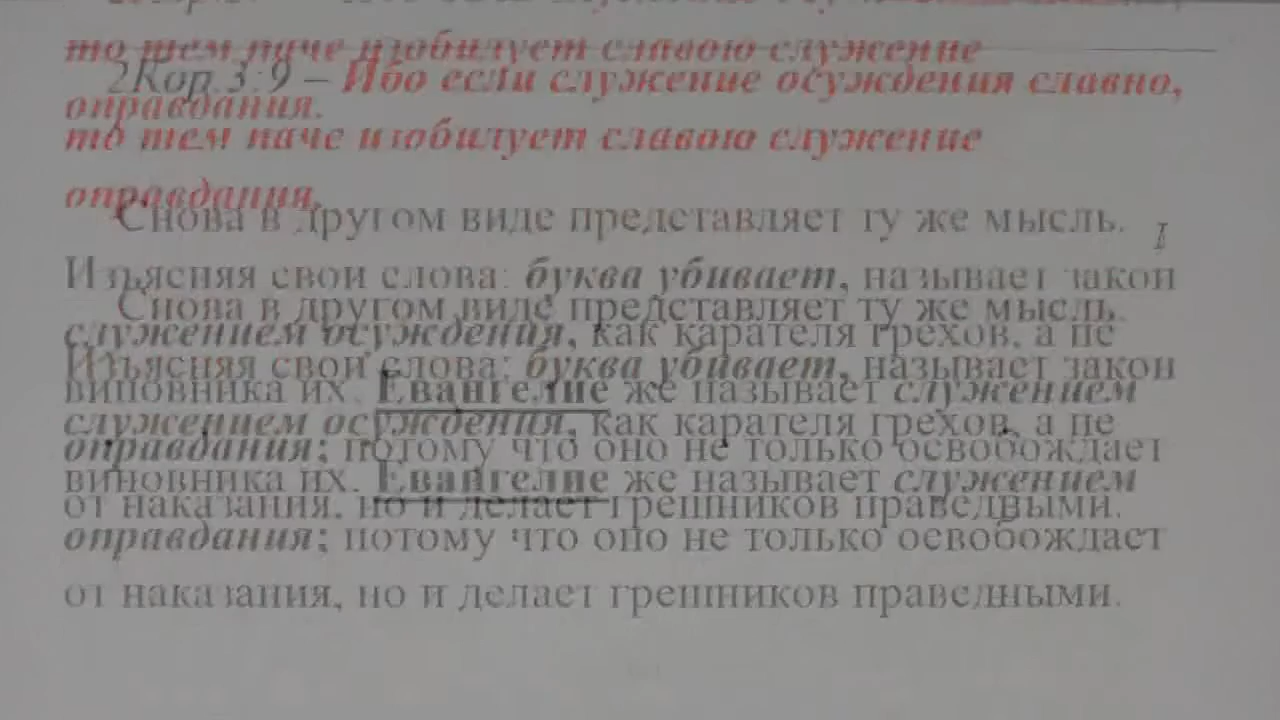 то тем паче изобилует славою служение
2Кор.3:9 – Ибо если служение осуждения славно,
оправдания.
то тем паче изобилует славою служение
оправдания.
Снова в другом виде представляет ту же мысль.
Изъясняя свои слова: буква убивает, называет закон
Снова в другом виде представляет ту же мысль.
служением осуждения, как карателя грехов, а не
Изъясняя свои слова: буква убивает, называет закон
виновника их. Евангелие же называет служением
служением осуждения, как карателя грехов, а не
оправдания; потому что оно не только освобождает
виновника их. Евангелие же называет служением
от наказания, но и делает грешников праведными.
оправдания; потому что оно не только освобождает
от наказания, но и делает грешников праведными.